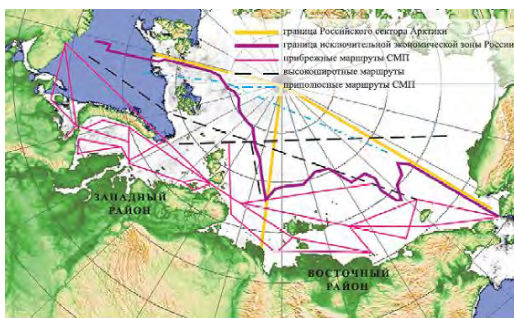 граница Российского сектора Арктики
граница исключительной экономической зоны России
прибрежные маршруты СМП
высокоширотные маршруты
приполюсные маршруты СМП
ЗАПАДНЫЙ
РАЙОН
ВОСТОЧНЫЙ
РАЙОН